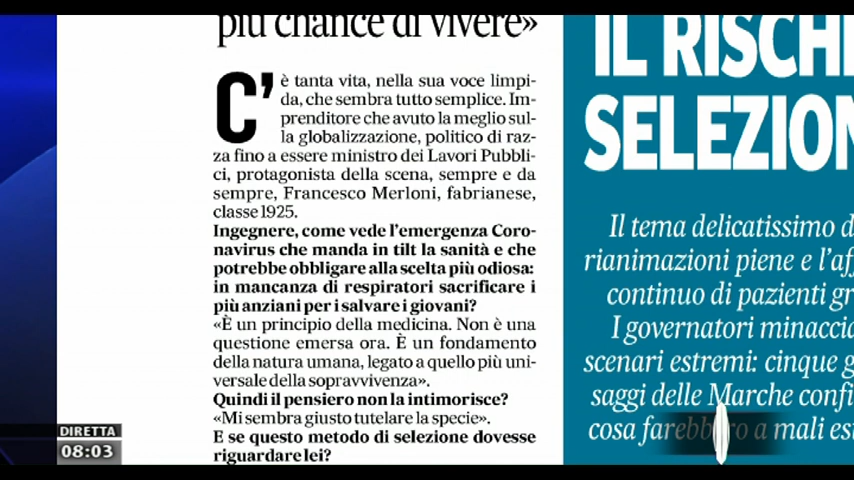 più chance di vivere»
C'è tanta vita, nella sua voce limpi-
da, che sembra tutto semplice. Im-
prenditore che avuto la meglio sul-
la globalizzazione, politico di raz-
za fino a essere ministro dei Lavori Pubbli-
ci, protagonista della scena, sempre e da
sempre, Francesco Merloni, fabrianese,
classe 1925.
Ingegnere, come vede l'emergenza Coro-
navirus che manda in tilt la sanità e che
potrebbe obbligare alla scelta più odiosa:
in mancanza di respiratori sacrificare i
più anziani per i salvare i giovani?
«È un principio della medicina. Non è una
questione emersa ora. È un fondamento
della natura umana, legato a quello più uni-
versale della sopravvivenza».
Quindi il pensiero non la intimorisce?
«Mi sembra giusto tutelare la specie».
E se questo metodo di selezione dovesse
riguardare lei?
IL RISCHI
SELEZION
Il tema delicatissimo d
rianimazioni piene e l'aff
continuo di pazienti gr
I governatori minaccia
scenari estremi: cinque g
saggi delle Marche confi
cosa farebbero a mali est
DIRETTA
08:03